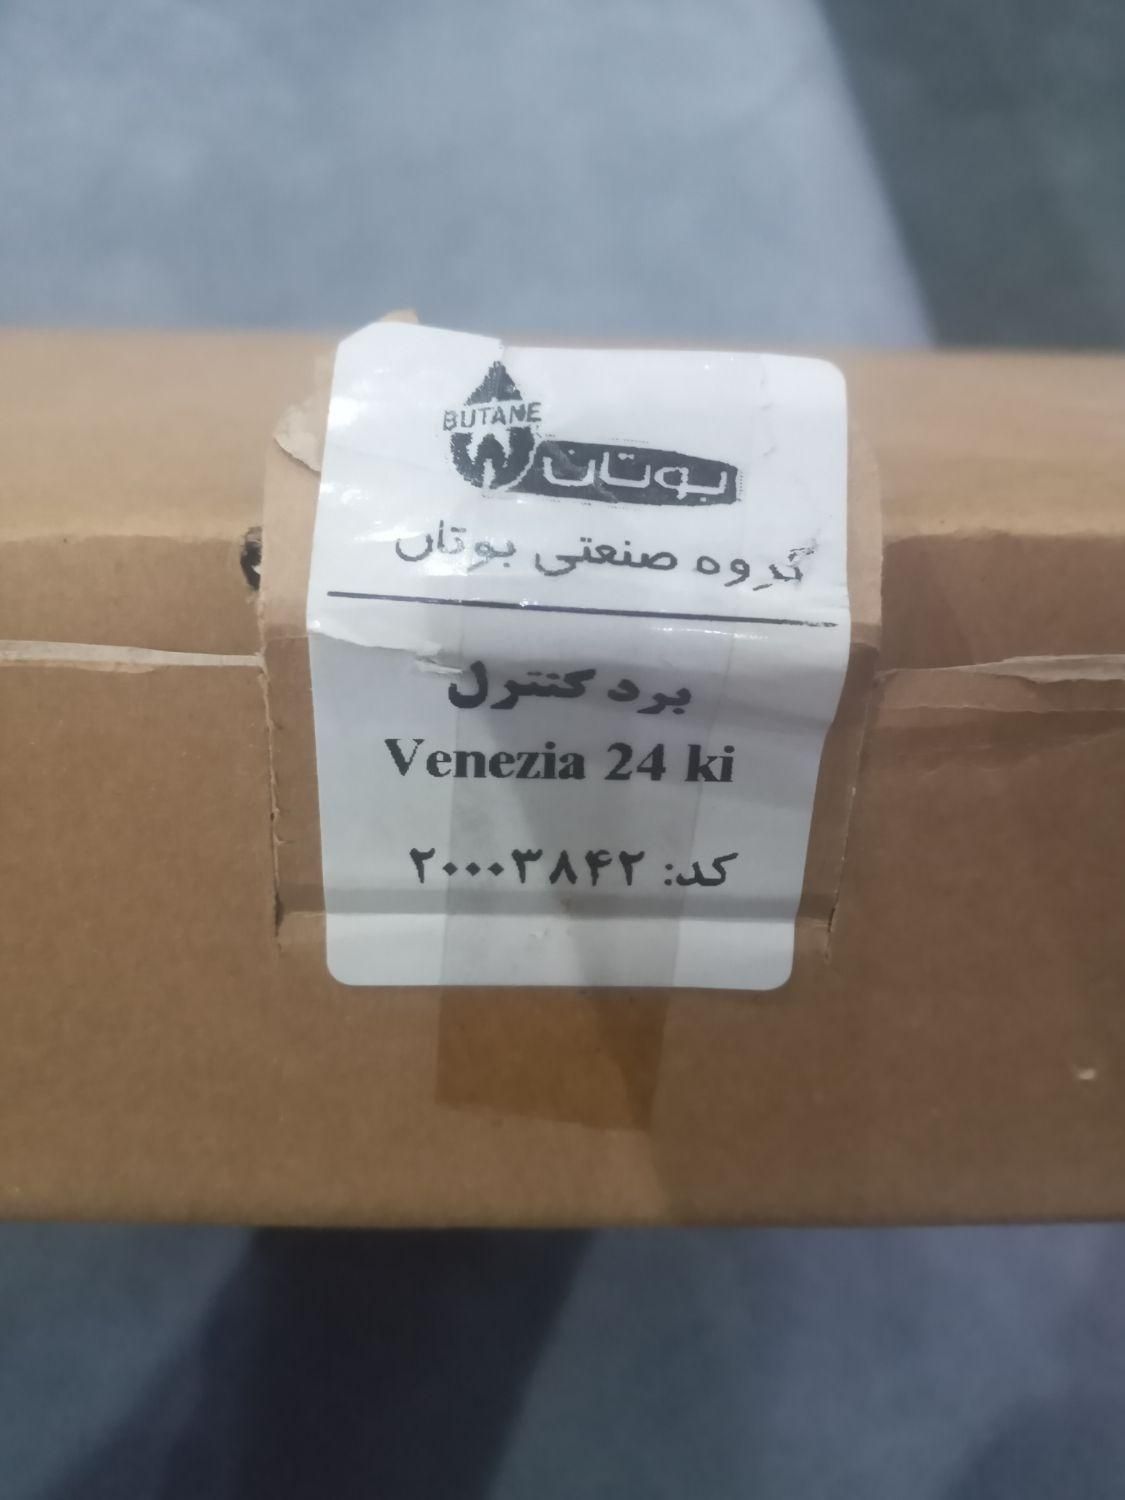 BUTANE
بوتان
گروه صنعتی بوتان
برد کنترل
Venezia 24 ki
کد: ۲۰۰۰۳۸۴۲